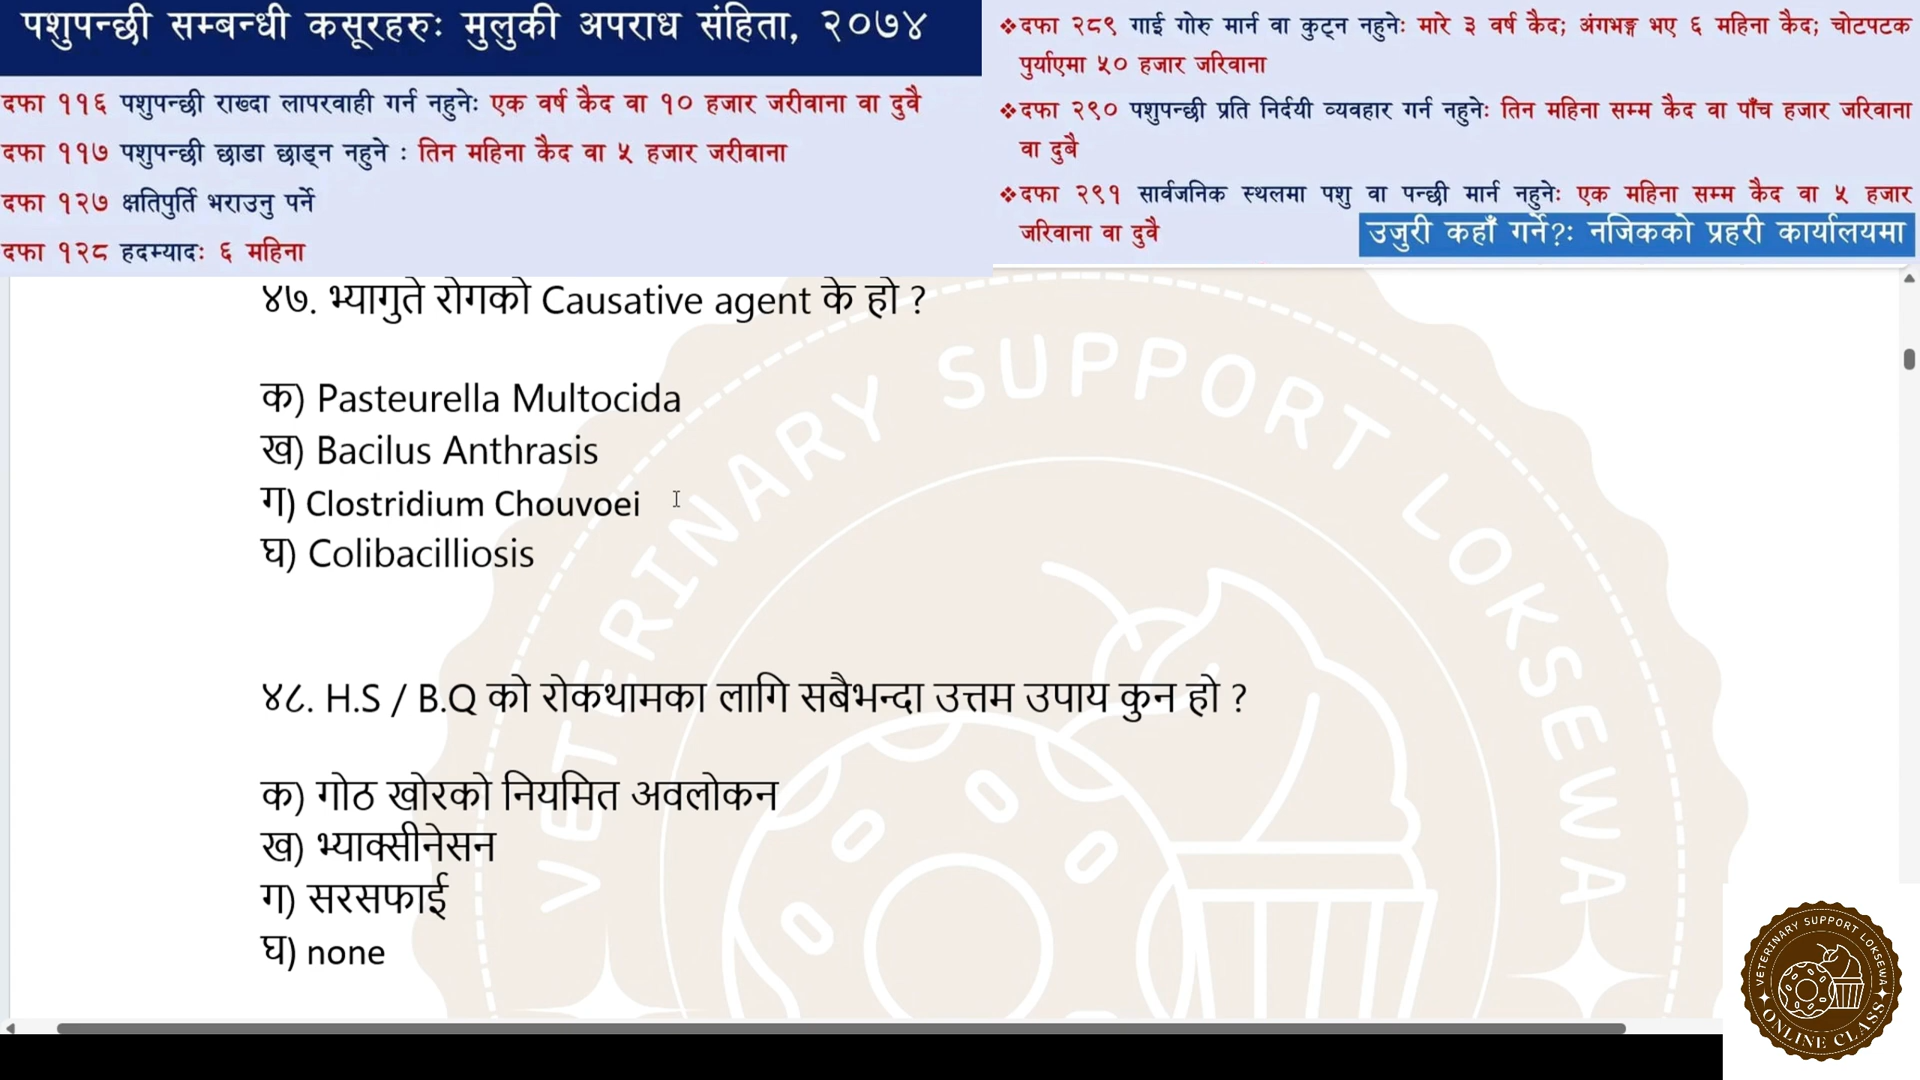 पशुपन्छी सम्बन्धी कसूरहरुः मुलुकी अपराध संहिता, २०७४
दफा ११६ पशुपन्छी राख्दा लापरवाही गर्न नहुनेः एक वर्ष कैद वा १० हजार जरीवाना वा दुवै
दफा ११७ पशुपन्छी छाडा छाड्न नहुने : तिन महिना कैद वा ५ हजार जरीवाना
दफा १२७ क्षतिपुर्ति भराउनु पर्ने
दफा १२८ हदम्यादः ६ महिना
❖दफा २८९ गाई गोरु मार्न वा कुट्न नहुनेः मारे ३ वर्ष कैद; अंगभङ्ग भए ६ महिना कैद; चोटपटक
पुर्याएमा ५० हजार जरिवाना
❖दफा २९० पशुपन्छी प्रति निर्दयी व्यवहार गर्न नहुनेः तिन महिना सम्म कैद वा पाँच हजार जरिवाना
वा दुबै
❖दफा २९१ सार्वजनिक स्थलमा पशु वा पन्छी मार्न नहुनेः एक महिना सम्म कैद वा ५ हजार
जरिवाना वा दुवै
उजुरी कहाँ गर्ने?ः नजिकको प्रहरी कार्यालयमा
४७. भ्यागुते रोगको Causative agent के हो ?
क) Pasteurella Multocida
ख) Bacilus Anthrasis
ग) Clostridium Chouvoei
घ) Colibacilliosis
४८. H.S / B.Q को रोकथामका लागि सबैभन्दा उत्तम उपाय कुन हो ?
क) गोठ खोरको नियमित अवलोकन
ख) भ्याक्सीनेसन
ग) सरसफाई
घ) none
VETERINARY SUPPORT LOKSEWA
VETERINARY SUPPORT LOKSEWA
ONLINE CLASS